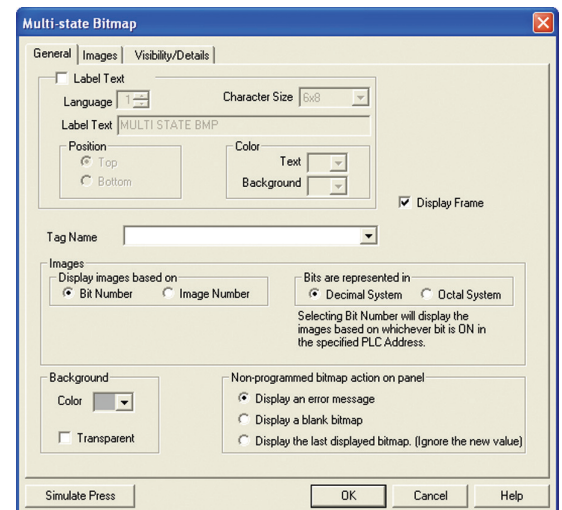 Multi-state Bitmap
General Images Visibility/Details
Label Text
Language 1 Character Size 6x8
Label Text MULTI STATE BMP
Position Color
Top Text
Bottom Background
Display Frame
Tag Name
Images
Display images based on Bits are represented in
Bit Number Image Number Decimal System Octal System
Selecting Bit Number will display the
images based on whichever bit is ON in
the specified PLC Address.
Background Non-programmed bitmap action on panel
Color Display an error message
Display a blank bitmap
Transparent Display the last displayed bitmap. (Ignore the new value)
Simulate Press OK Cancel Help